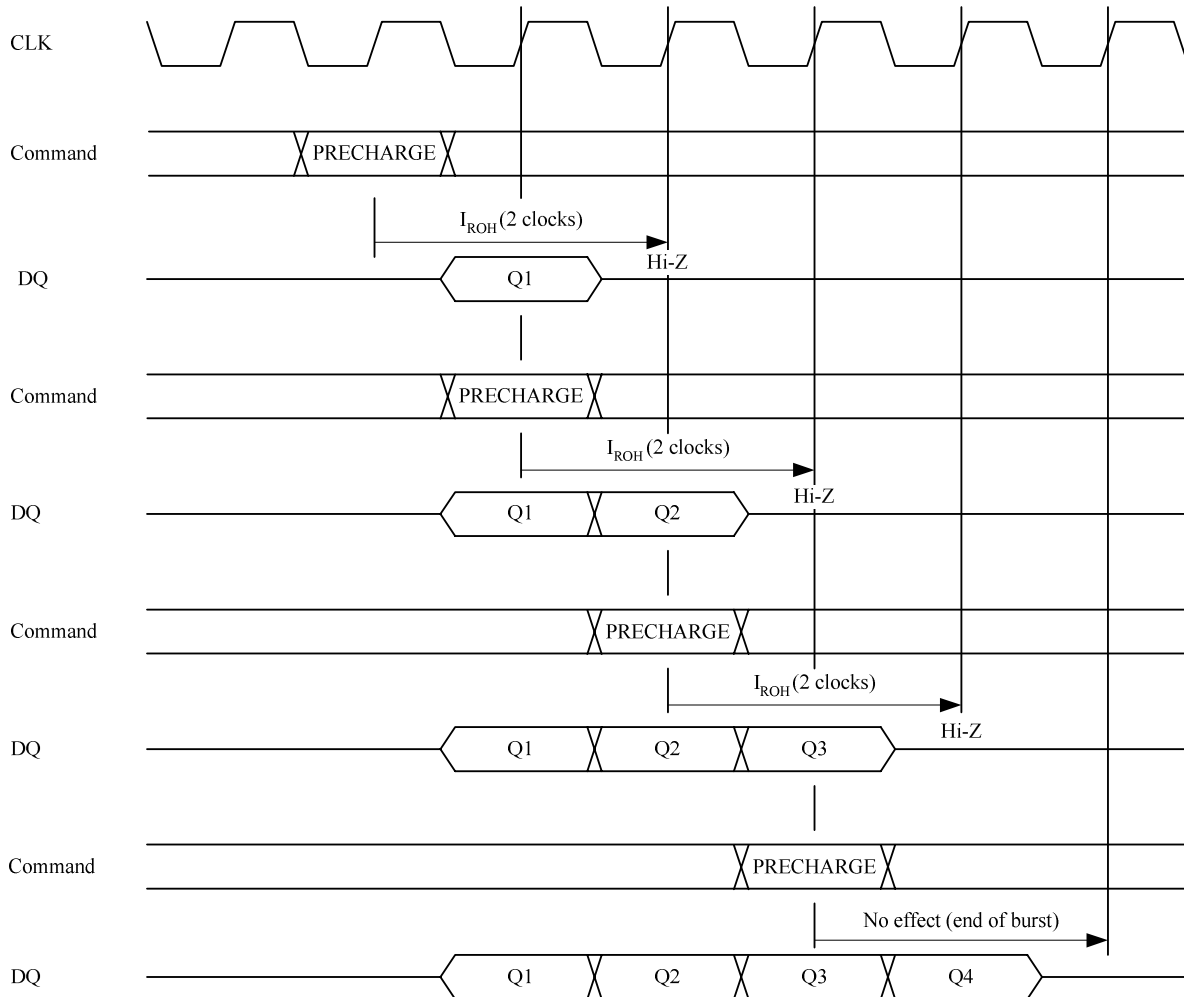 CLK
Command PRECHARGE
I_ROH (2 clocks)
Hi-Z
DQ Q1
Command PRECHARGE
I_ROH (2 clocks)
Hi-Z
DQ Q1 Q2
Command PRECHARGE
I_ROH (2 clocks)
Hi-Z
DQ Q1 Q2 Q3
Command PRECHARGE
No effect (end of burst)
DQ Q1 Q2 Q3 Q4